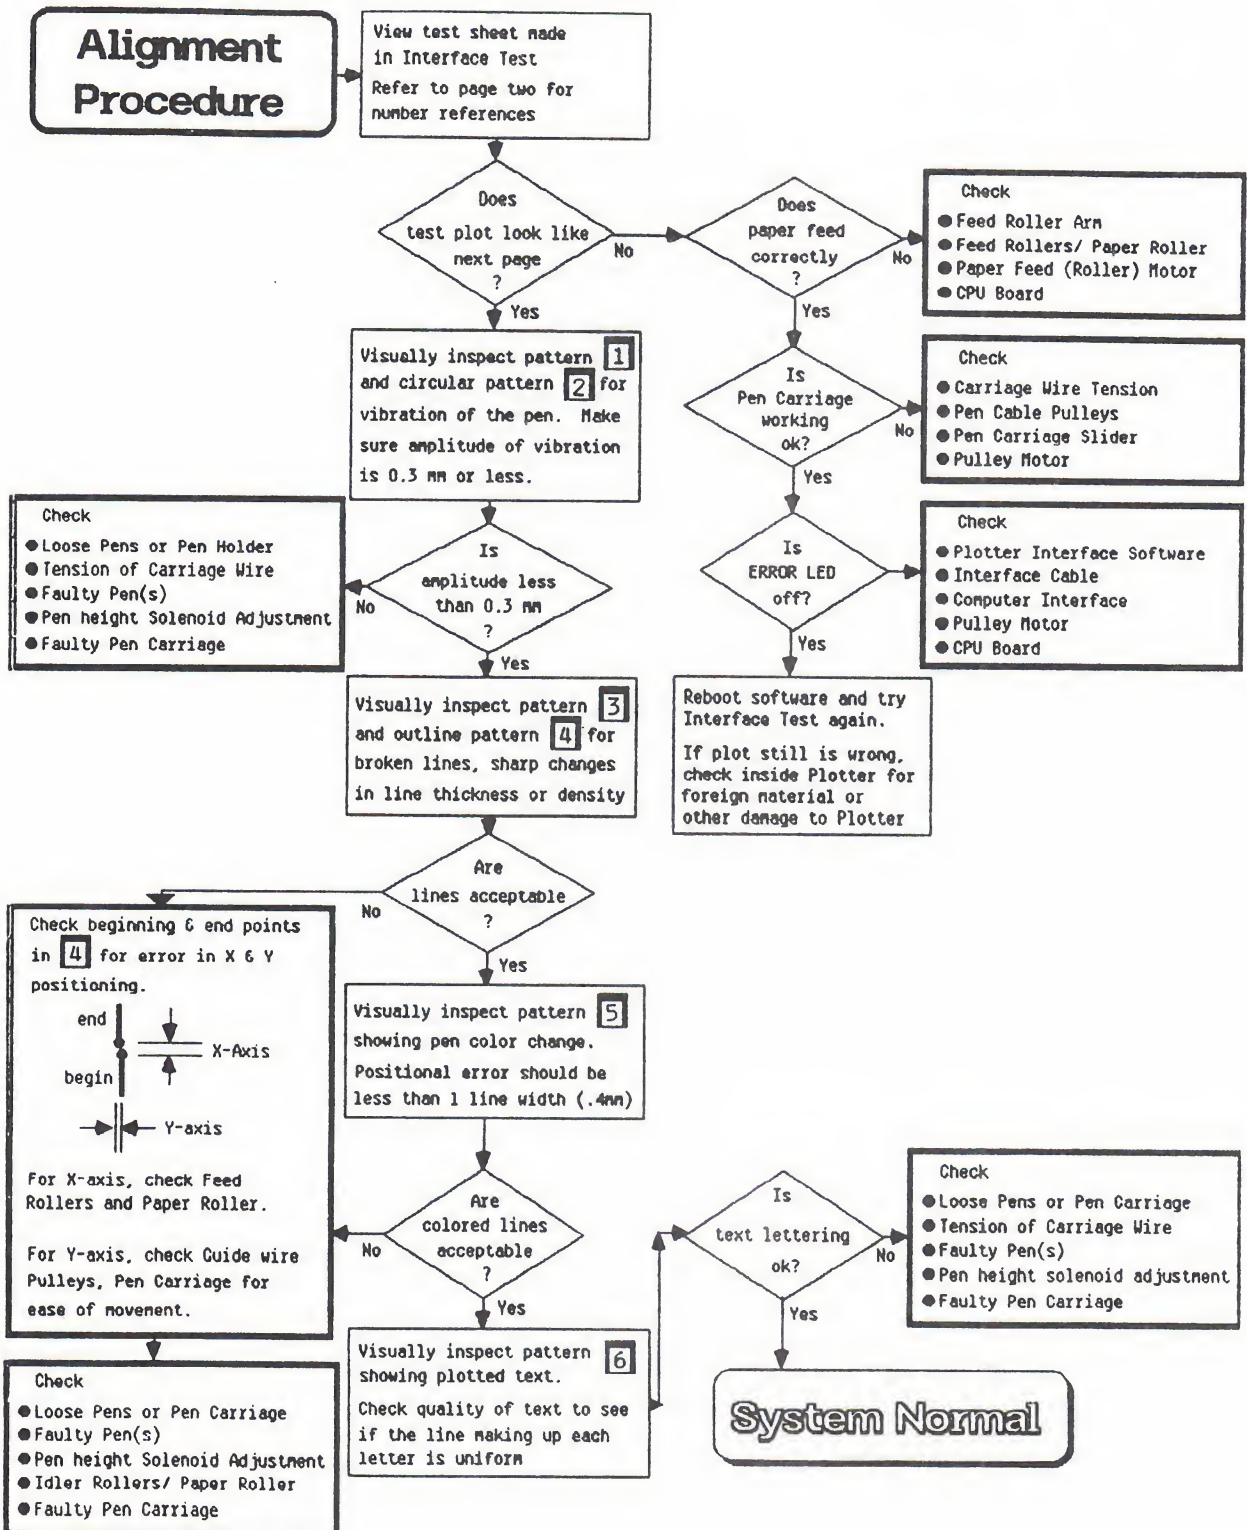 Alignment
Procedure
View test sheet made
in Interface Test
Refer to page two for
number references
Does
test plot look like
next page
?
No
Yes
Does
paper feed
correctly
?
No
Yes
Check
●Feed Roller Arm
●Feed Rollers/ Paper Roller
●Paper Feed (Roller) Motor
●CPU Board
Visually inspect pattern 1
and circular pattern 2 for
vibration of the pen. Make
sure amplitude of vibration
is 0.3 mm or less.
Is
Pen Carriage
working
ok?
No
Yes
Check
●Carriage Wire Tension
●Pen Cable Pulleys
●Pen Carriage Slider
●Pulley Motor
Check
●Loose Pens or Pen Holder
●Tension of Carriage Wire
●Faulty Pen(s)
●Pen height Solenoid Adjustment
●Faulty Pen Carriage
Is
amplitude less
than 0.3 mm
?
No
Yes
Is
ERROR LED
off?
Yes
Check
●Plotter Interface Software
●Interface Cable
●Computer Interface
●Pulley Motor
●CPU Board
Visually inspect pattern 3
and outline pattern 4 for
broken lines, sharp changes
in line thickness or density
Reboot software and try
Interface Test again.
If plot still is wrong,
check inside Plotter for
foreign material or
other damage to Plotter
Are
lines acceptable
?
No
Yes
Check beginning & end points
in 4 for error in X & Y
positioning.
end
X-Axis
begin
Y-axis
For X-axis, check Feed
Rollers and Paper Roller.
For Y-axis, check Guide wire
Pulleys, Pen Carriage for
ease of movement.
Visually inspect pattern 5
showing pen color change.
Positional error should be
less than 1 line width (.4mm)
Are
colored lines
acceptable
?
No
Yes
Is
text lettering
ok?
No
Yes
Check
●Loose Pens or Pen Carriage
●Tension of Carriage Wire
●Faulty Pen(s)
●Pen height solenoid adjustment
●Faulty Pen Carriage
Check
●Loose Pens or Pen Carriage
●Faulty Pen(s)
●Pen height Solenoid Adjustment
●Idler Rollers/ Paper Roller
●Faulty Pen Carriage
Visually inspect pattern 6
showing plotted text.
Check quality of text to see
if the line making up each
letter is uniform
System Normal